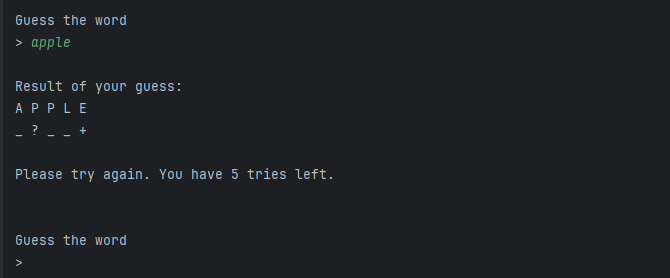 Guess the word
> apple
Result of your guess:
A P P L E
_ ? _ _ +
Please try again. You have 5 tries left.
Guess the word
>